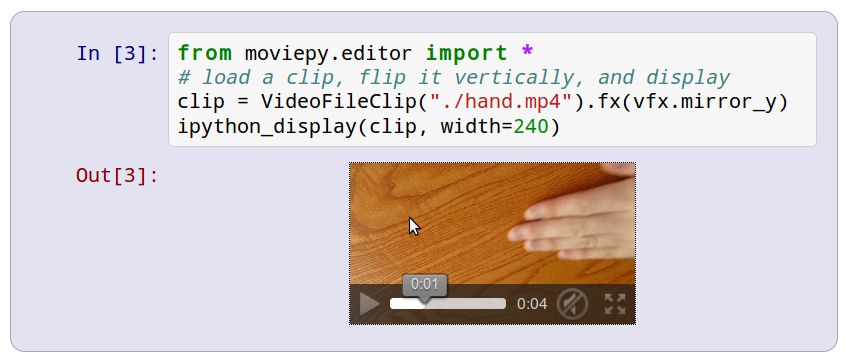 In [3]:
from moviepy.editor import *
# load a clip, flip it vertically, and display
clip = VideoFileClip("./hand.mp4").fx(vfx.mirror_y)
ipython_display(clip, width=240)
Out[3]:
0:01
0:04